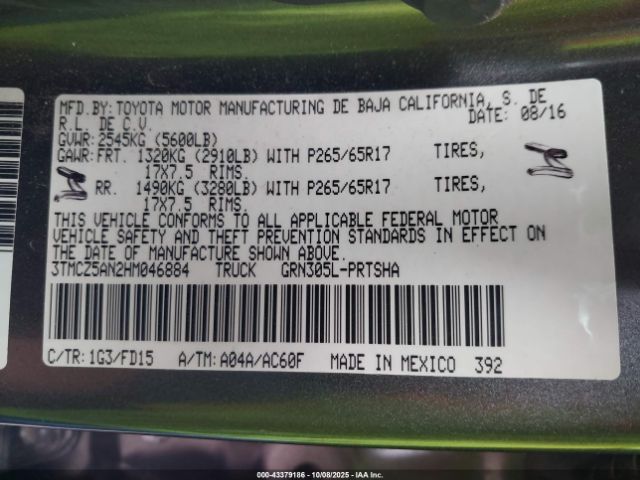 MFD.BY:TOYOTA MOTOR MANUFACTURING DE BAJA CALIFORNIA, S. DE
R.L. DE C.V. DATE: 08/16
GVWR:2545KG (5600LB)
GAWR:FRT. 1320KG (2910LB) WITH P265/65R17 TIRES,
17X7.5 RIMS.
RR. 1490KG (3280LB) WITH P265/65R17 TIRES,
17X7.5 RIMS.
THIS VEHICLE CONFORMS TO ALL APPLICABLE FEDERAL MOTOR
VEHICLE SAFETY AND THEFT PREVENTION STANDARDS IN EFFECT ON
THE DATE OF MANUFACTURE SHOWN ABOVE.
3TMCZ5AN2HM046884 TRUCK GRN305L-PRTSHA
C/TR:1G3/FD15 A/TM:A04A/AC60F MADE IN MEXICO 392
000-43379186 | 10/08/2025 | IAA Inc.